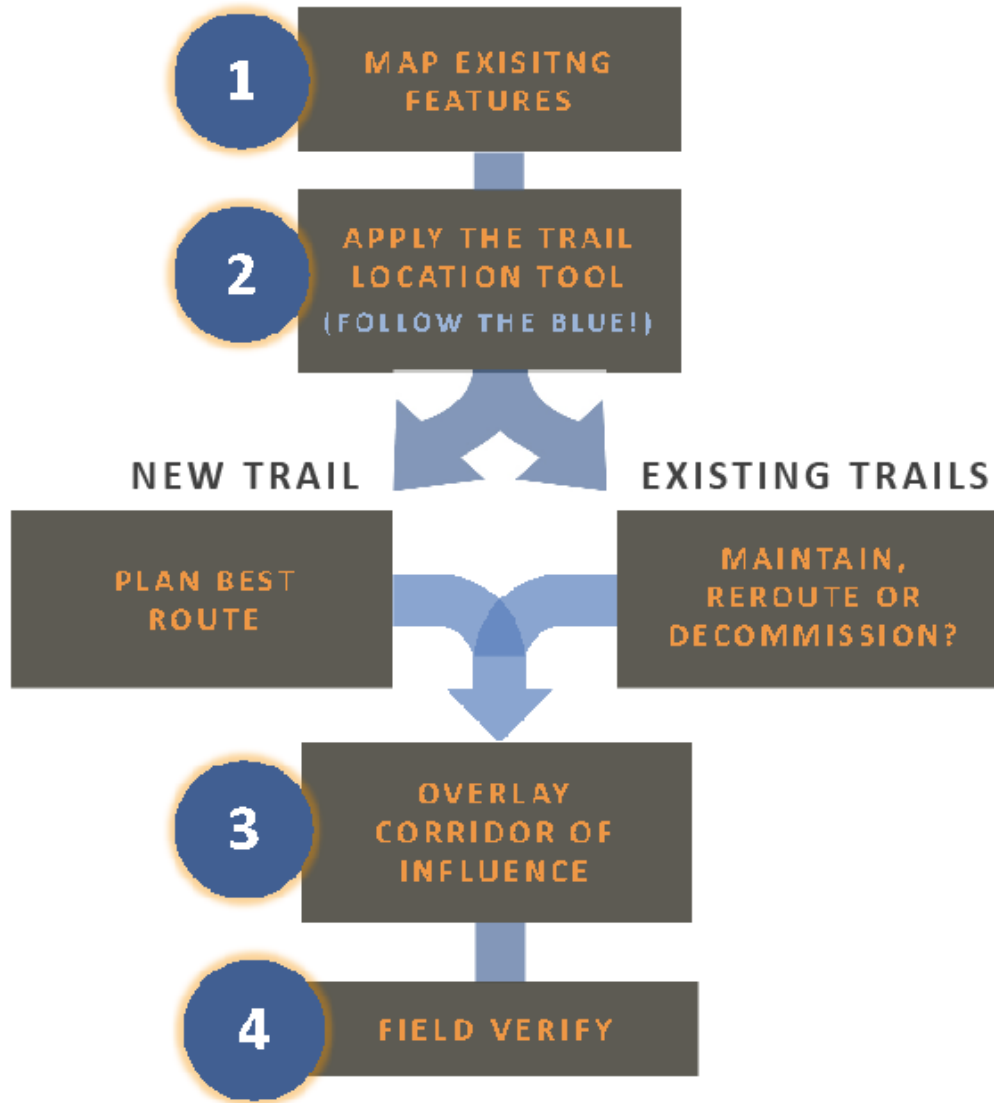 1
MAP EXISITNG
FEATURES
2
APPLY THE TRAIL
LOCATION TOOL
(FOLLOW THE BLUE!)
NEW TRAIL
EXISTING TRAILS
PLAN BEST
ROUTE
MAINTAIN,
REROUTE OR
DECOMMISSION?
3
OVERLAY
CORRIDOR OF
INFLUENCE
4
FIELD VERIFY